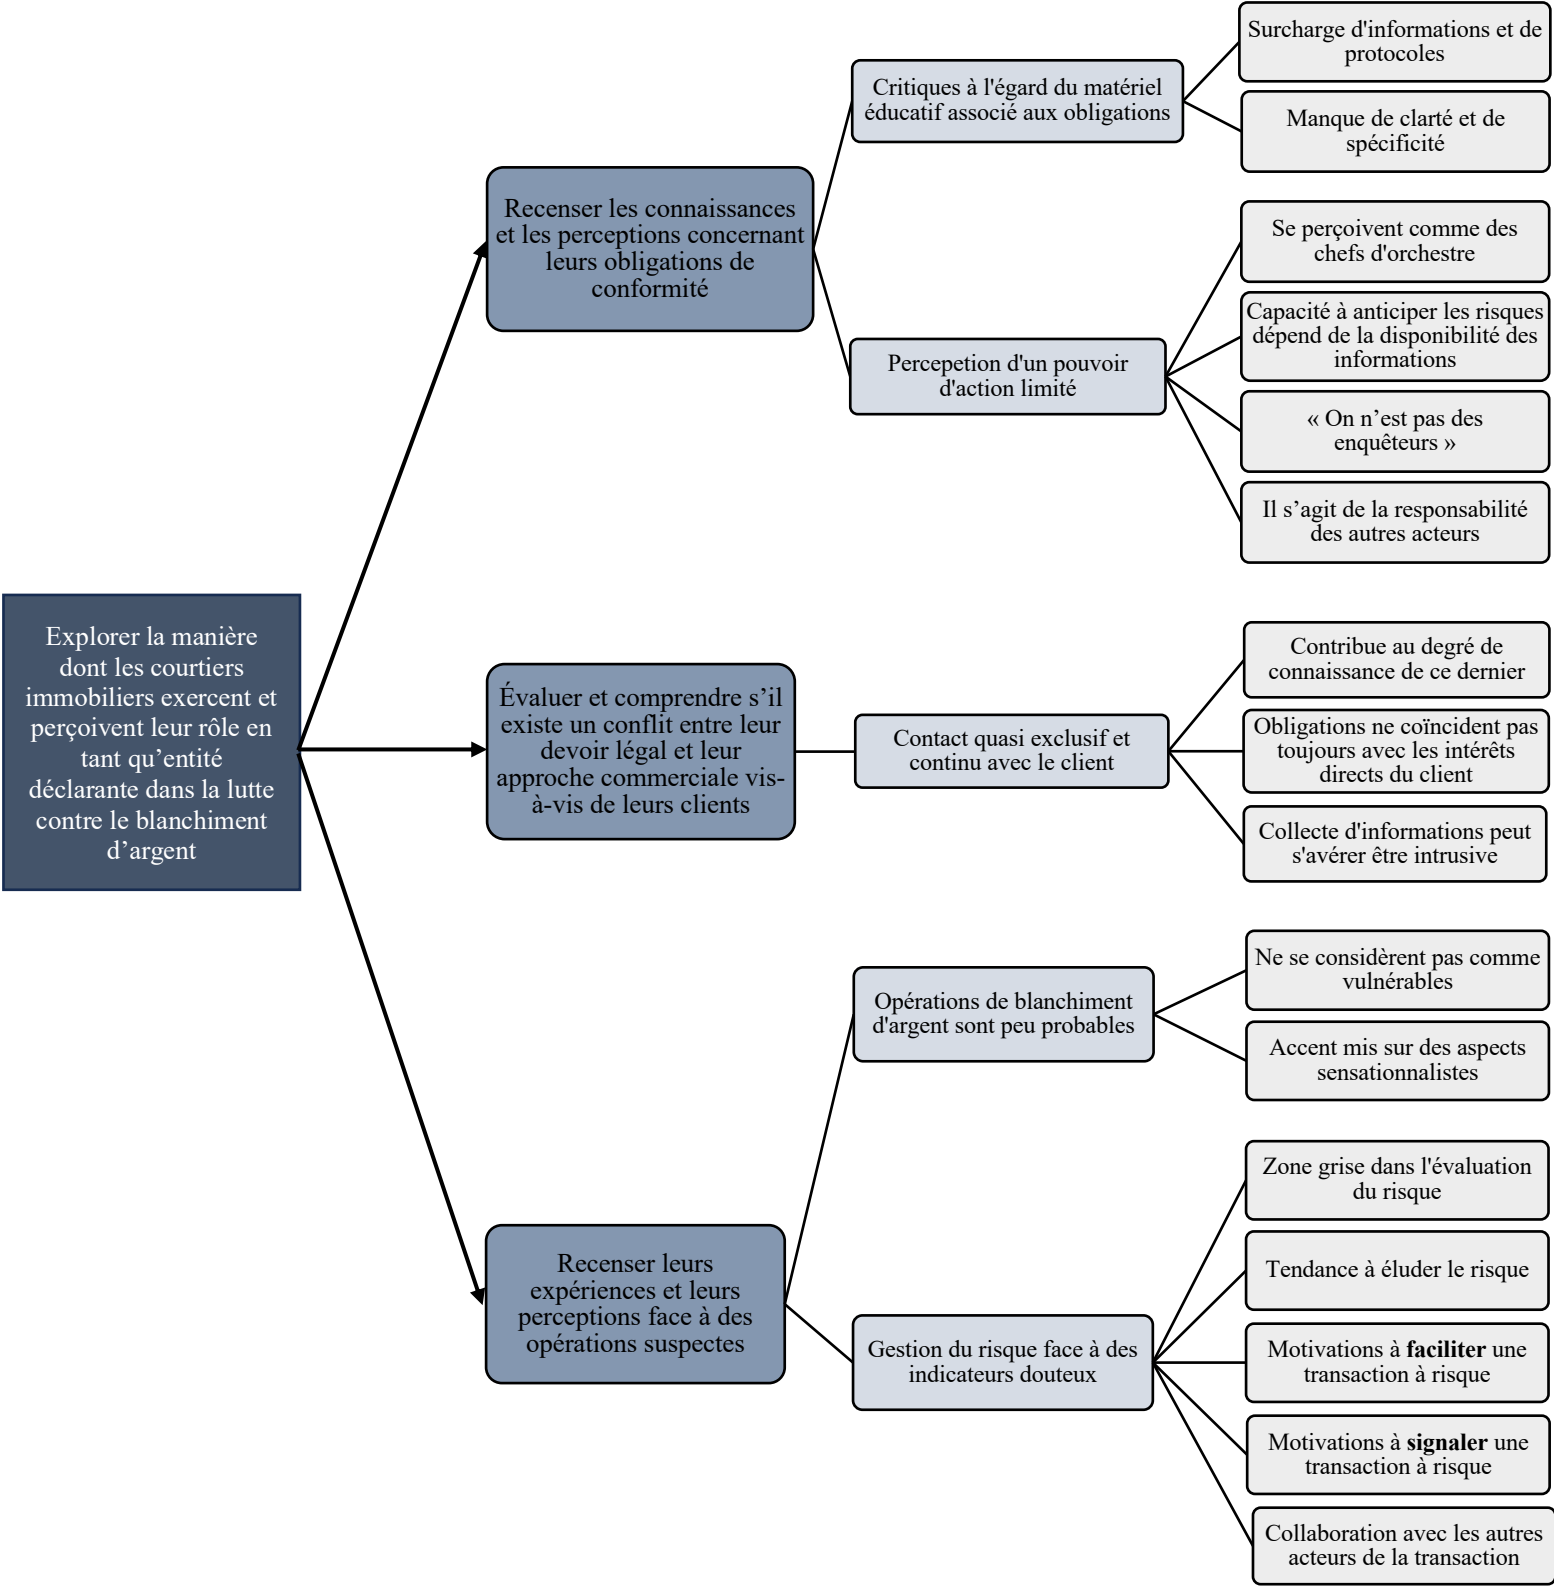 Explorer la manière
dont les courtiers
immobiliers exercent et
perçoivent leur rôle en
tant qu’entité
déclarante dans la lutte
contre le blanchiment
d’argent
Recenser les connaissances
et les perceptions concernant
leurs obligations de
conformité
Critiques à l'égard du matériel
éducatif associé aux obligations
Surcharge d'informations et de
protocoles
Manque de clarté et de
spécificité
Percepetion d'un pouvoir
d'action limité
Se perçoivent comme des
chefs d'orchestre
Capacité à anticiper les risques
dépend de la disponibilité des
informations
« On n’est pas des
enquêteurs »
Il s’agit de la responsabilité
des autres acteurs
Évaluer et comprendre s’il
existe un conflit entre leur
devoir légal et leur
approche commerciale vis-
à-vis de leurs clients
Contact quasi exclusif et
continu avec le client
Contribue au degré de
connaissance de ce dernier
Obligations ne coïncident pas
toujours avec les intérêts
directs du client
Collecte d'informations peut
s'avérer être intrusive
Recenser leurs
expériences et leurs
perceptions face à des
opérations suspectes
Opérations de blanchiment
d'argent sont peu probables
Ne se considèrent pas comme
vulnérables
Accent mis sur des aspects
sensationnalistes
Gestion du risque face à des
indicateurs douteux
Zone grise dans l'évaluation
du risque
Tendance à éluder le risque
Motivations à faciliter une
transaction à risque
Motivations à signaler une
transaction à risque
Collaboration avec les autres
acteurs de la transaction